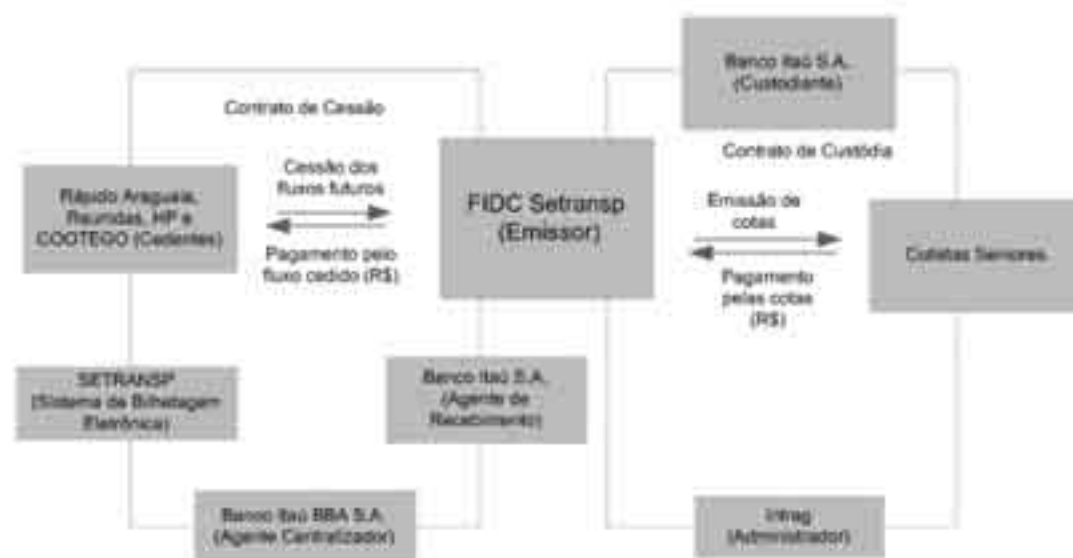 Banco Itaú S.A.
(Custodiante)
Contrato de Cessão
Contrato de Custódia
Rápido Araguaia,
Reunidas, HP e
COOTEGO (Cedentes)
Cessão dos
fluxos futuros
Pagamento pelo
fluxo cedido (R$)
FIDC Setransp
(Emissor)
Emissão de
cotas
Pagamento
pelas cotas
(R$)
Cotistas Seniores.
SETRANSP
(Sistema de Bilhetagem
Eletrônica)
Banco Itaú S.A.
(Agente de
Recebimento)
Banco Itaú BBA S.A.
(Agente Centralizador)
Intrag
(Administrador)